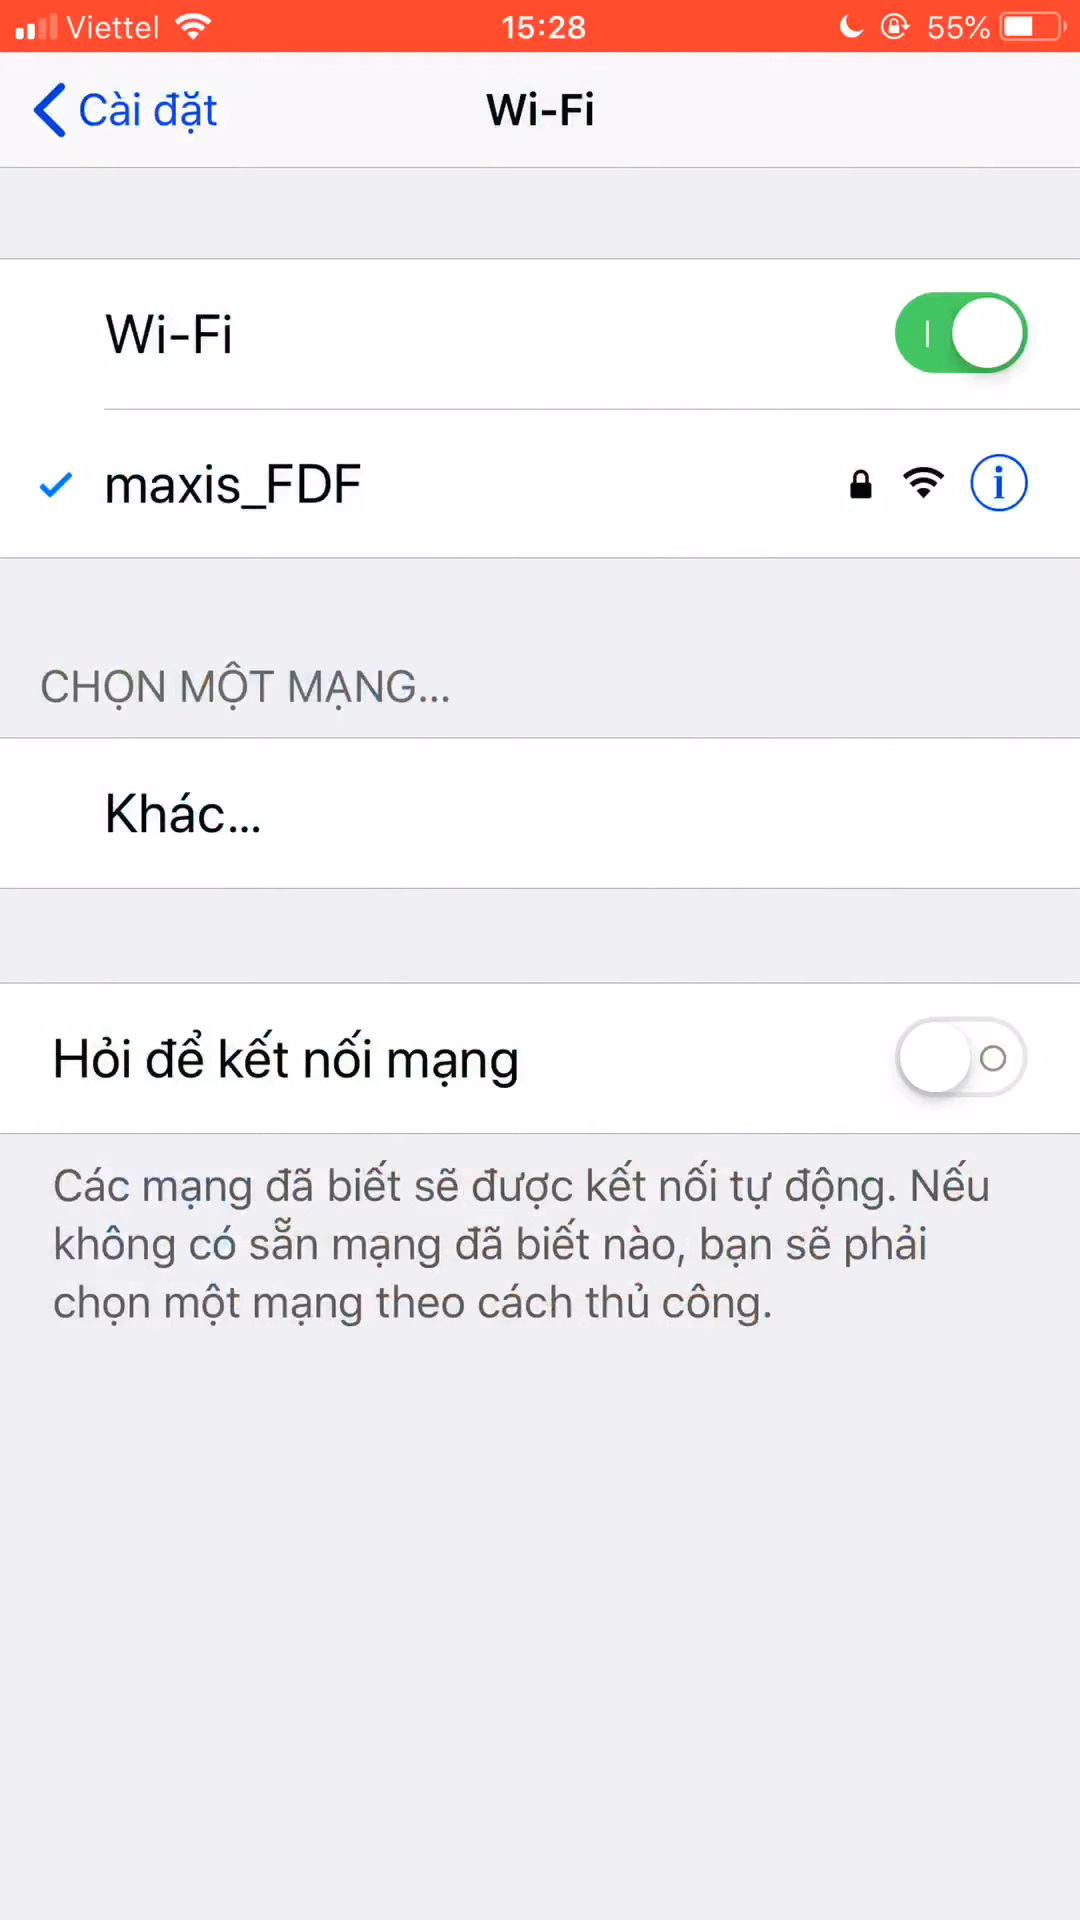 Viettel 15:28 55%
Cài đặt Wi-Fi
Wi-Fi
maxis_FDF
CHỌN MỘT MẠNG...
Khác...
Hỏi để kết nối mạng
Các mạng đã biết sẽ được kết nối tự động. Nếu
không có sẵn mạng đã biết nào, bạn sẽ phải
chọn một mạng theo cách thủ công.